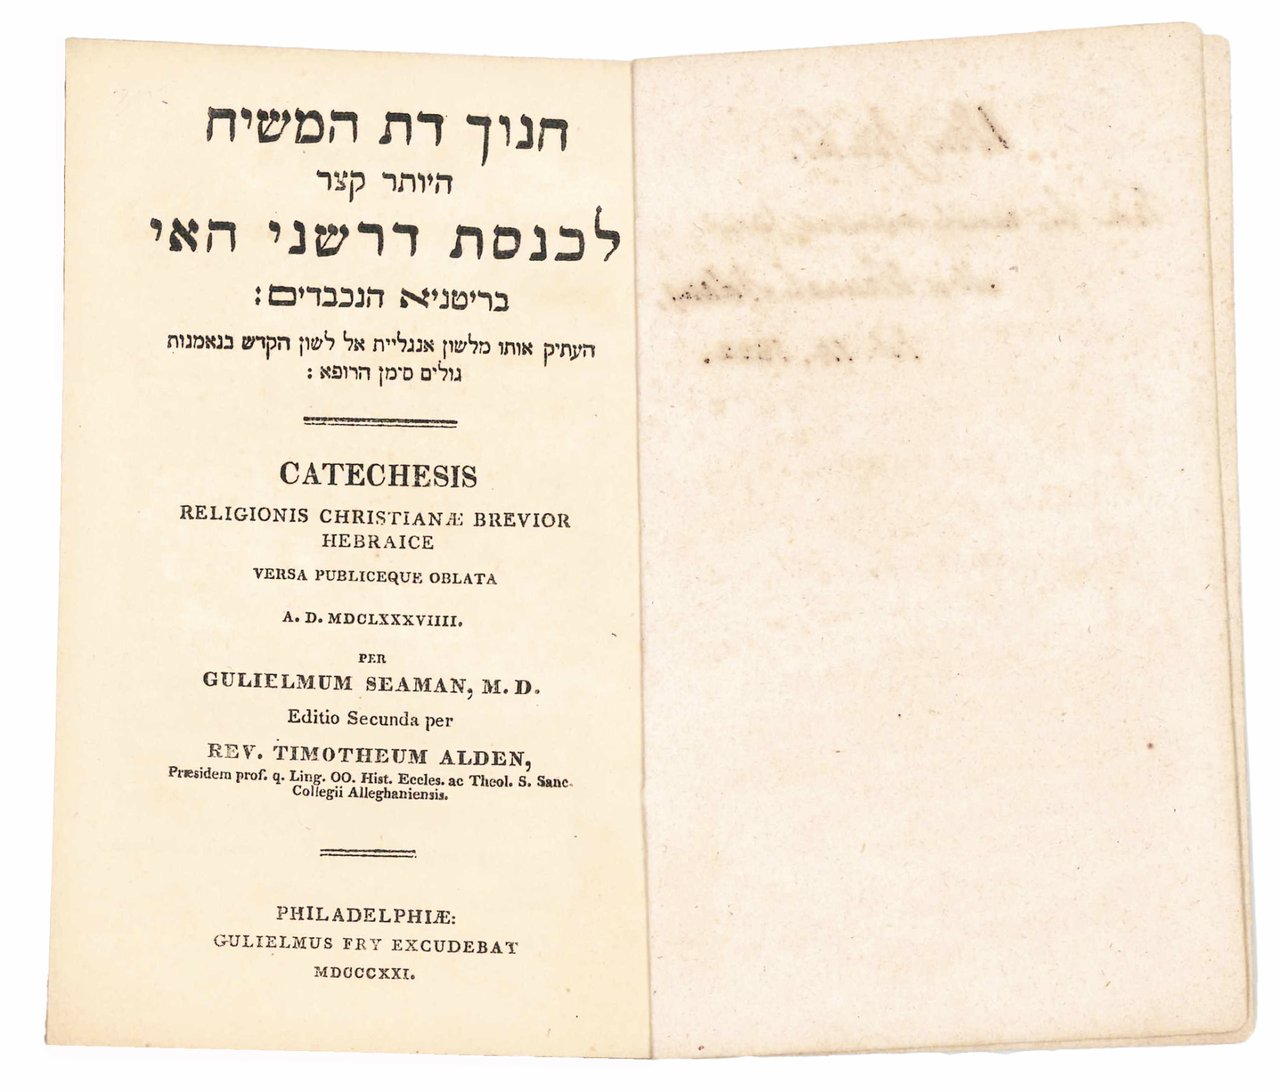 חנוך דת המשיח
היותר קצר
לכנסת דרשני האי
בריטניא הנכבדים:
העתיק אותו מלשון אנגליית אל לשון הקדש בנאמנות
גולים סימן הרופא:
CATECHESIS
RELIGIONIS CHRISTIANÆ BREVIOR
HEBRAICE
VERSA PUBLICEQUE OBLATA
A. D. MDCLXXXVIIII.
PER
GULIELMUM SEAMAN, M. D.
Editio Secunda per
REV. TIMOTHEUM ALDEN,
Præsidem prof. q. Ling. OO. Hist. Eccles. ac Theol. S. Sanc.
Collegii Alleghaniensis.
PHILADELPHIÆ:
GULIELMUS FRY EXCUDEBAT
MDCCCXXI.